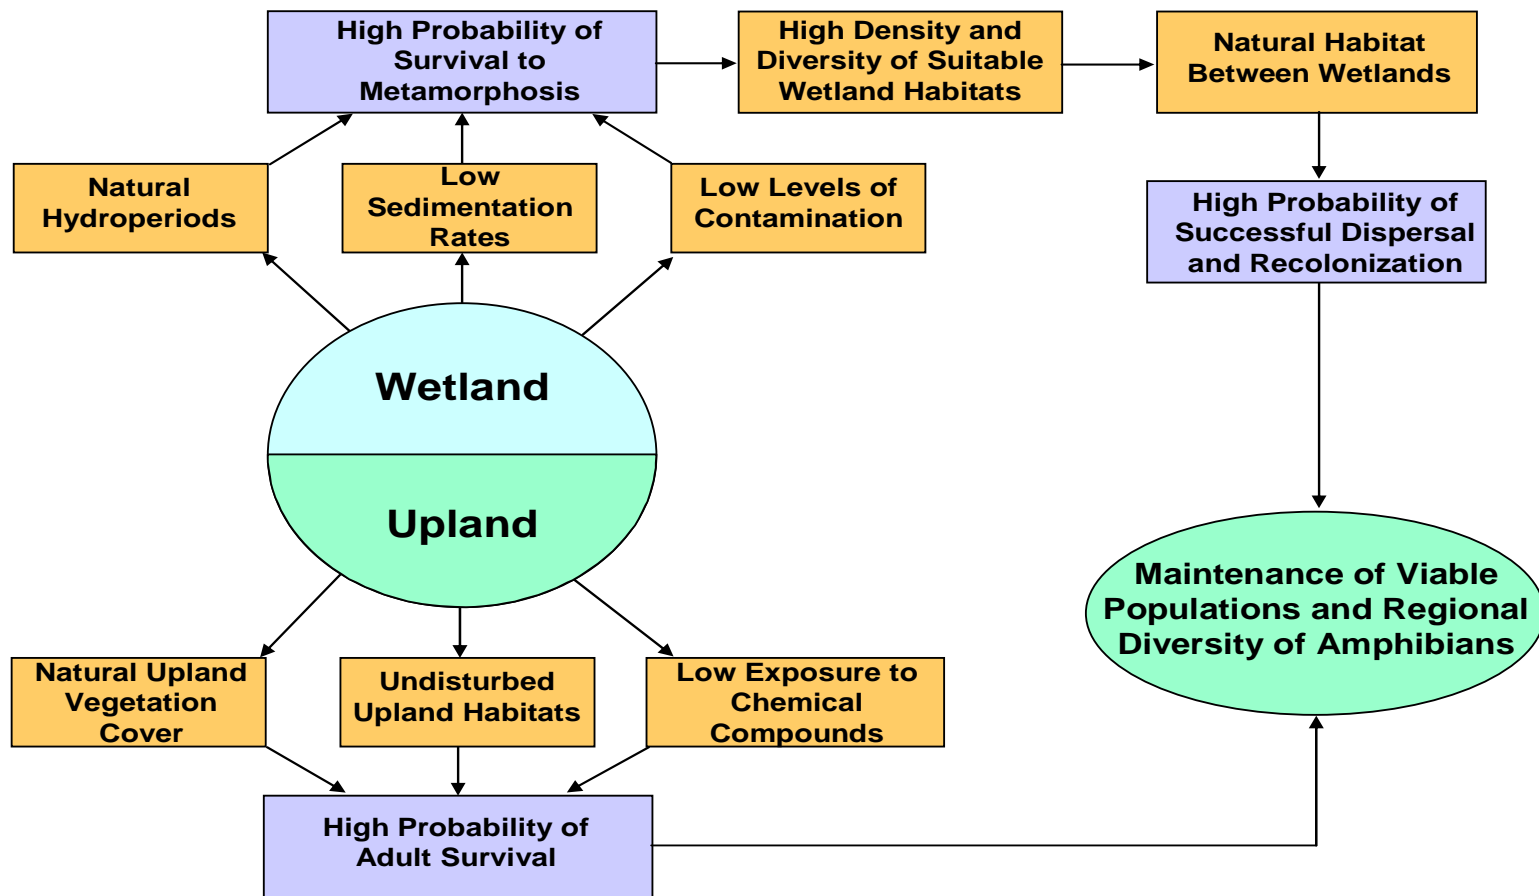 High Probability of
Survival to
Metamorphosis
High Density and
Diversity of Suitable
Wetland Habitats
Natural Habitat
Between Wetlands
Natural
Hydroperiods
Low
Sedimentation
Rates
Low Levels of
Contamination
High Probability of
Successful Dispersal
and Recolonization
Wetland
Upland
Maintenance of Viable
Populations and Regional
Diversity of Amphibians
Natural Upland
Vegetation
Cover
Undisturbed
Upland Habitats
Low Exposure to
Chemical
Compounds
High Probability of
Adult Survival